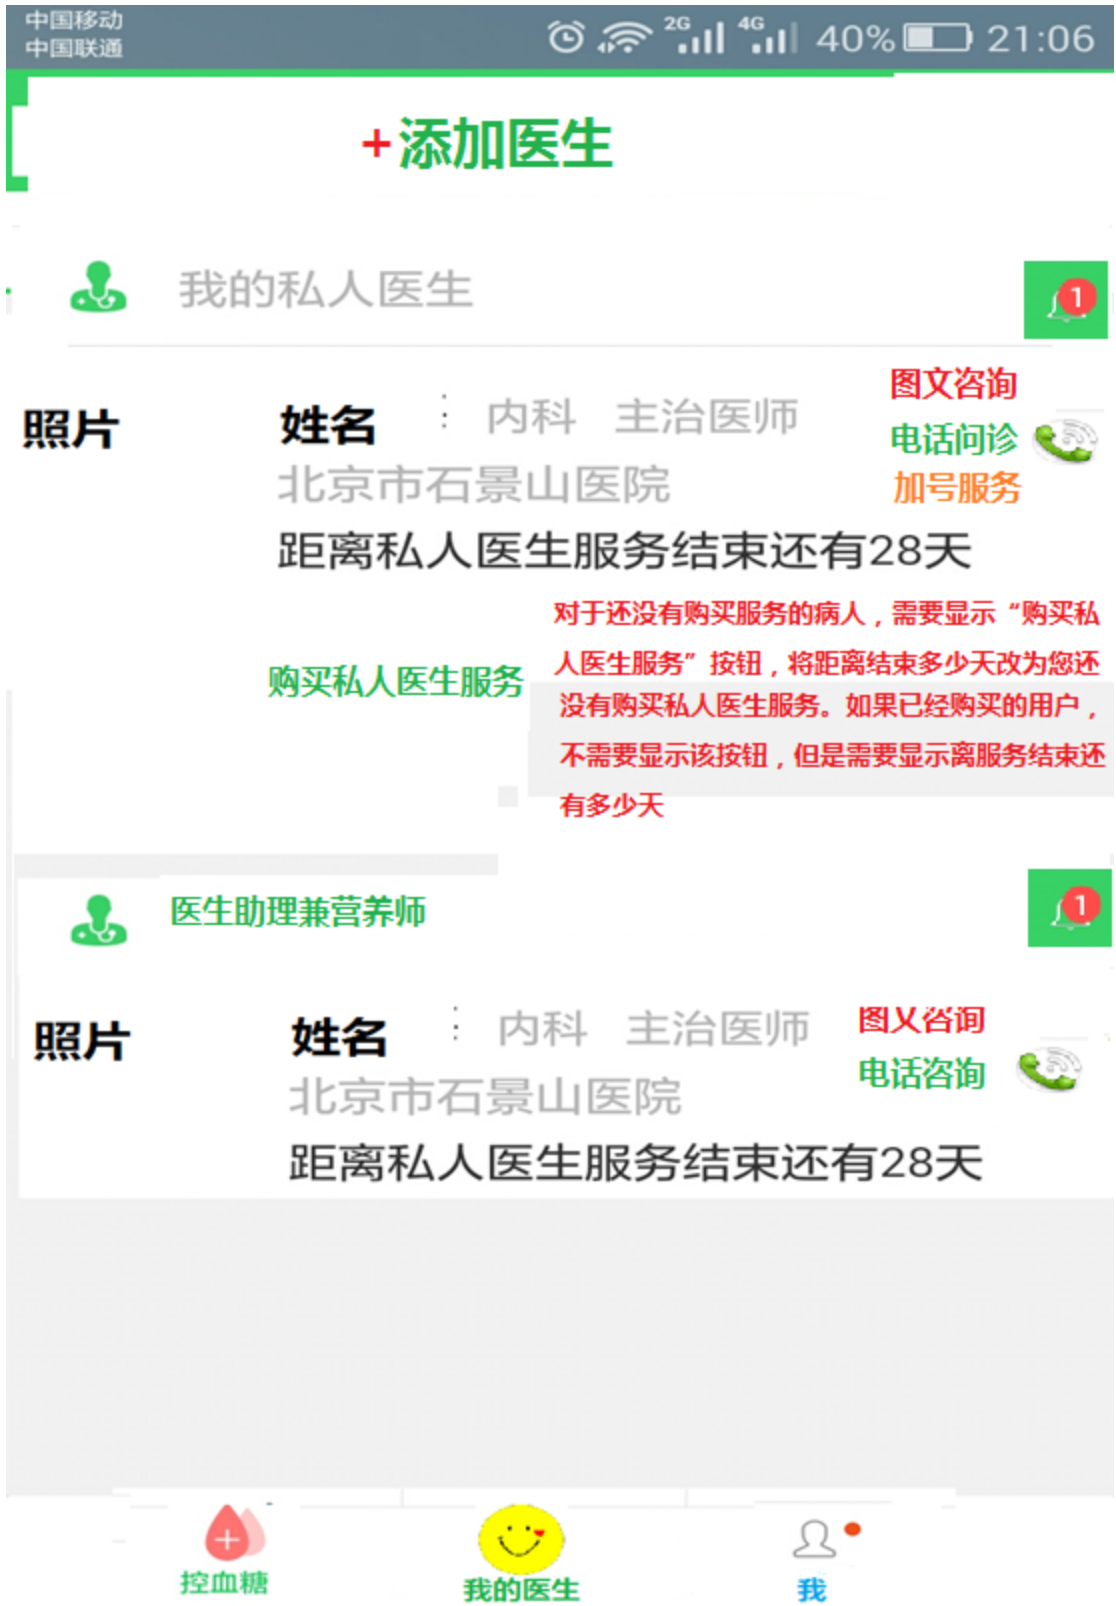 中国移动
中国联通
2G 4G 40% 21:06
+添加医生
我的私人医生
1
照片 姓名 : 内科 主治医师
北京市石景山医院
图文咨询
电话问诊
加号服务
距离私人医生服务结束还有28天
购买私人医生服务
对于还没有购买服务的病人，需要显示“购买私
人医生服务”按钮，将距离结束多少天改为您还
没有购买私人医生服务。如果已经购买的用户，
不需要显示该按钮，但是需要显示离服务结束还
有多少天
医生助理兼营养师
1
照片 姓名 : 内科 主治医师
北京市石景山医院
图文咨询
电话咨询
距离私人医生服务结束还有28天
控血糖 我的医生 我